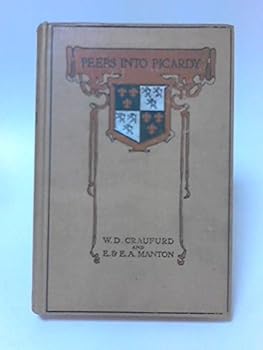 PEEPS INTO PICARDY
W. D. CRAUFURD
AND
E. & E. A. MANTON